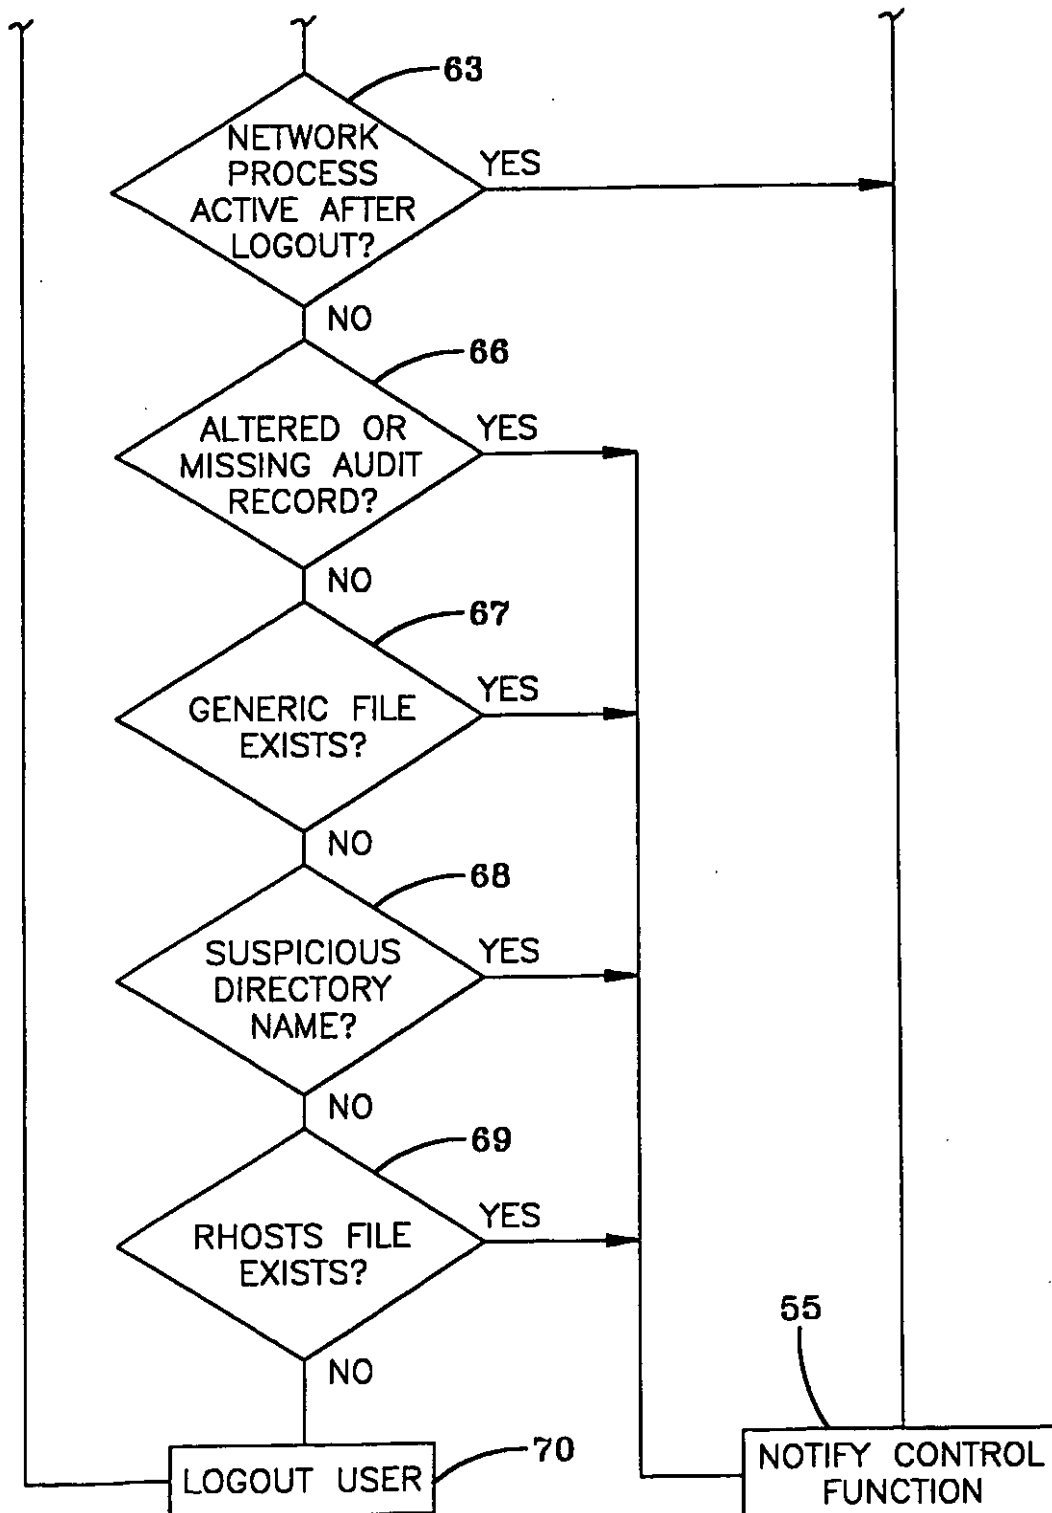 63
NETWORK
PROCESS
ACTIVE AFTER
LOGOUT?
YES
NO
66
ALTERED OR
MISSING AUDIT
RECORD?
YES
NO
67
GENERIC FILE
EXISTS?
YES
NO
68
SUSPICIOUS
DIRECTORY
NAME?
YES
NO
69
RHOSTS FILE
EXISTS?
YES
NO
70
LOGOUT USER
55
NOTIFY CONTROL
FUNCTION